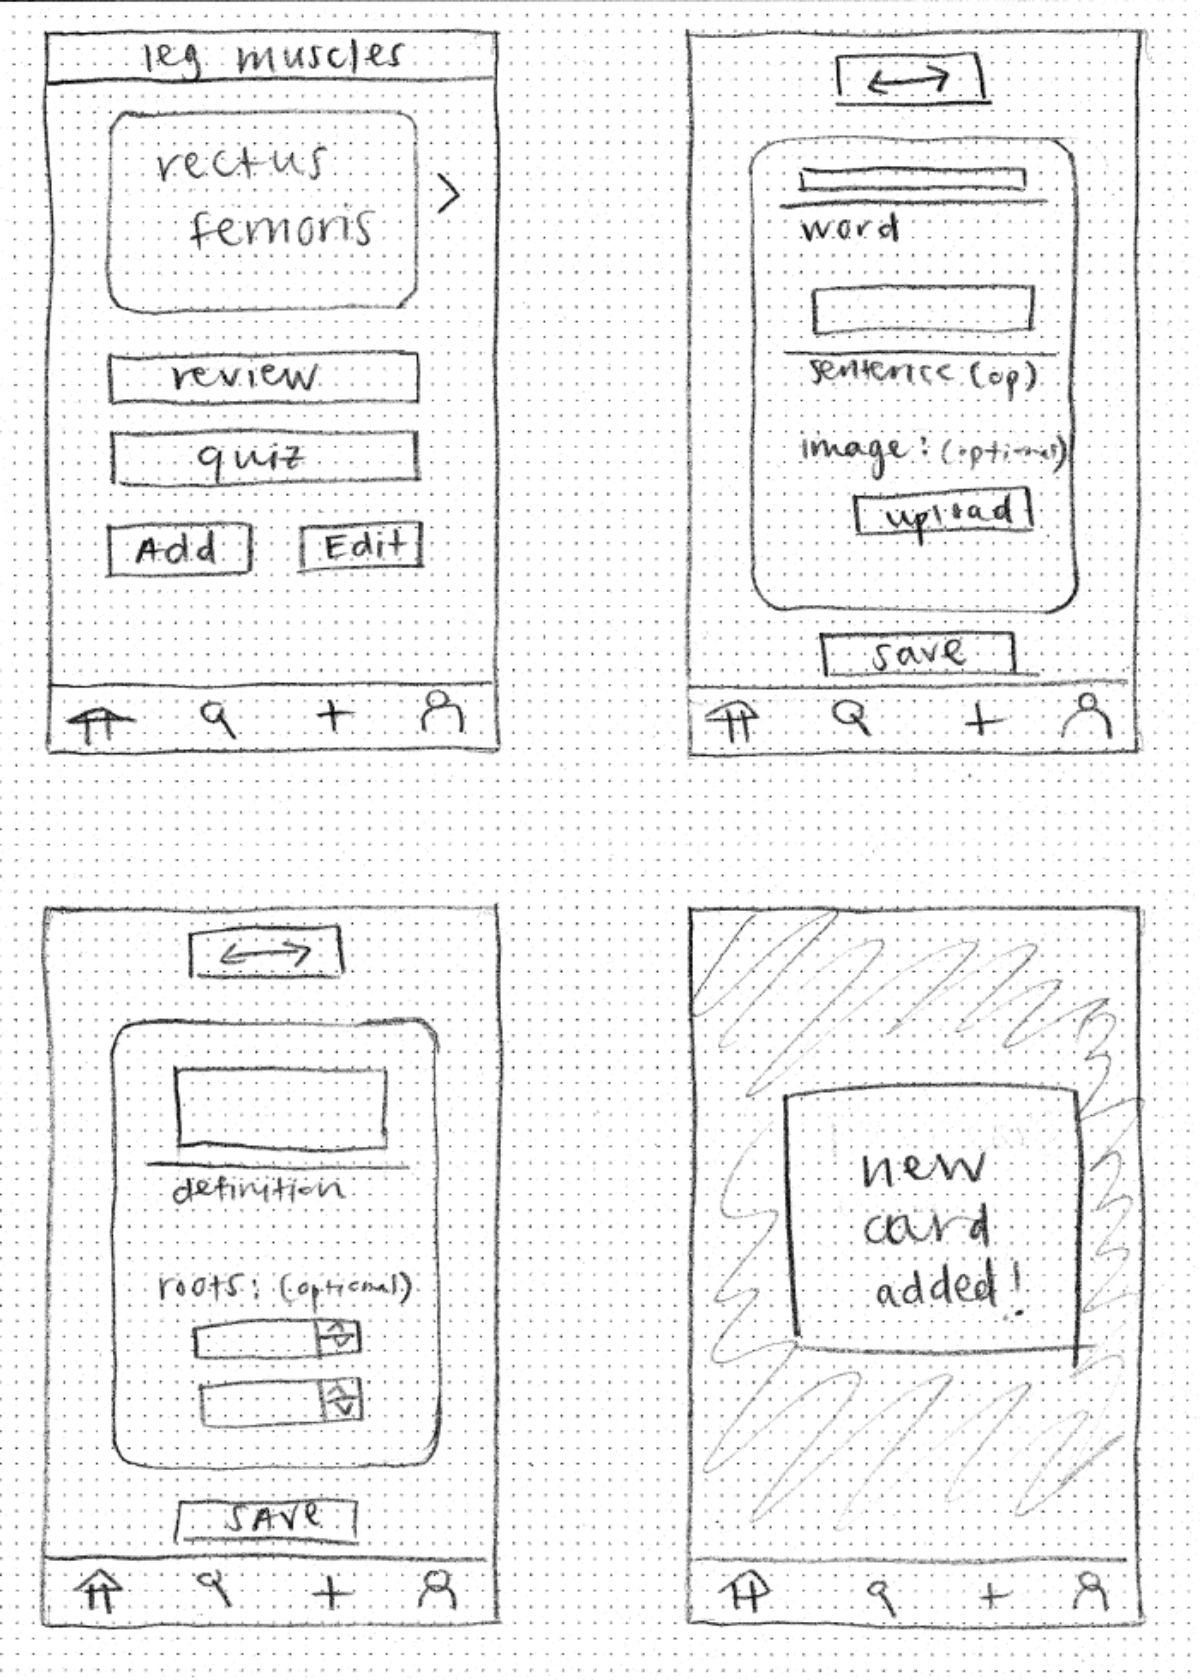 leg muscles
rectus
femoris
review
quiz
Add Edit
word
sentence (op)
image: (optional)
upload
save
definition
roots: (optional)
SAVe
new
card
added!